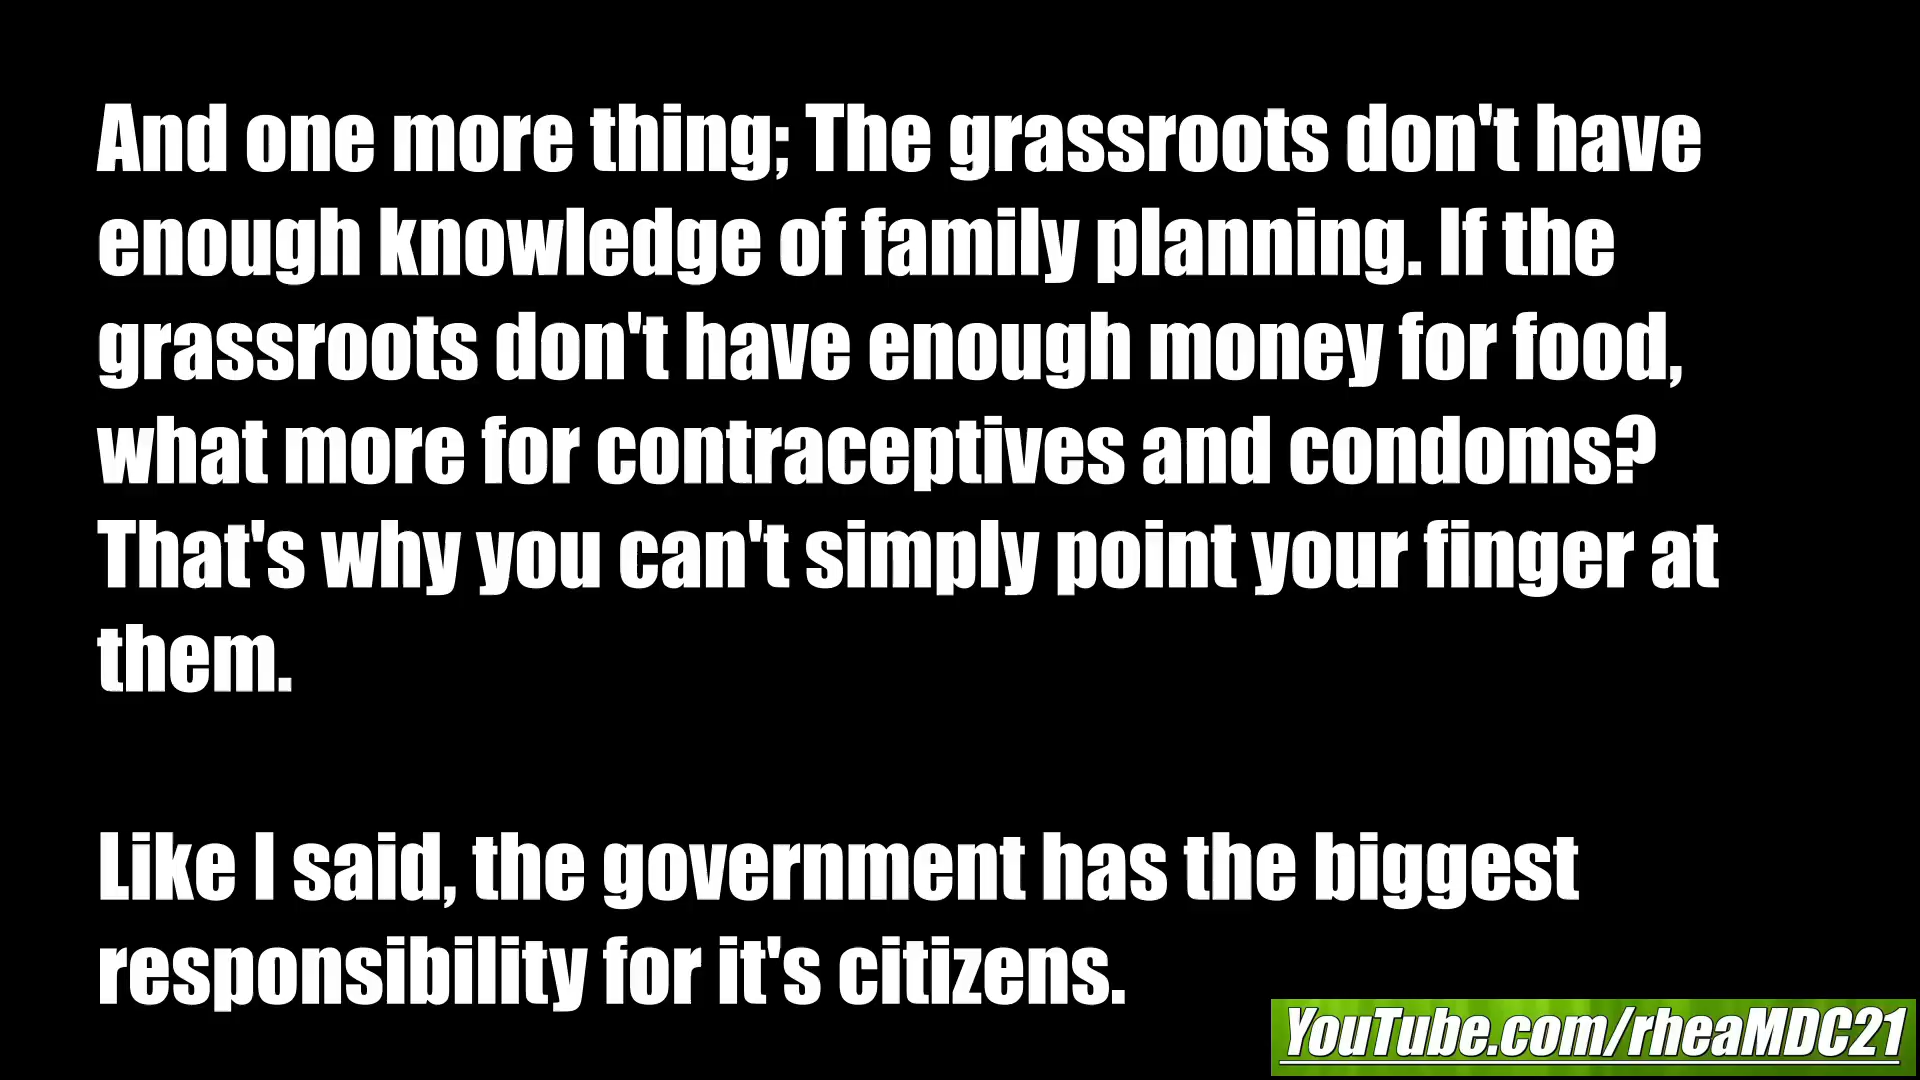 And one more thing; The grassroots don't have
enough knowledge of family planning. If the
grassroots don't have enough money for food,
what more for contraceptives and condoms?
That's why you can't simply point your finger at
them.
Like I said, the government has the biggest
responsibility for it's citizens.
YouTube.com/rheaMDC21